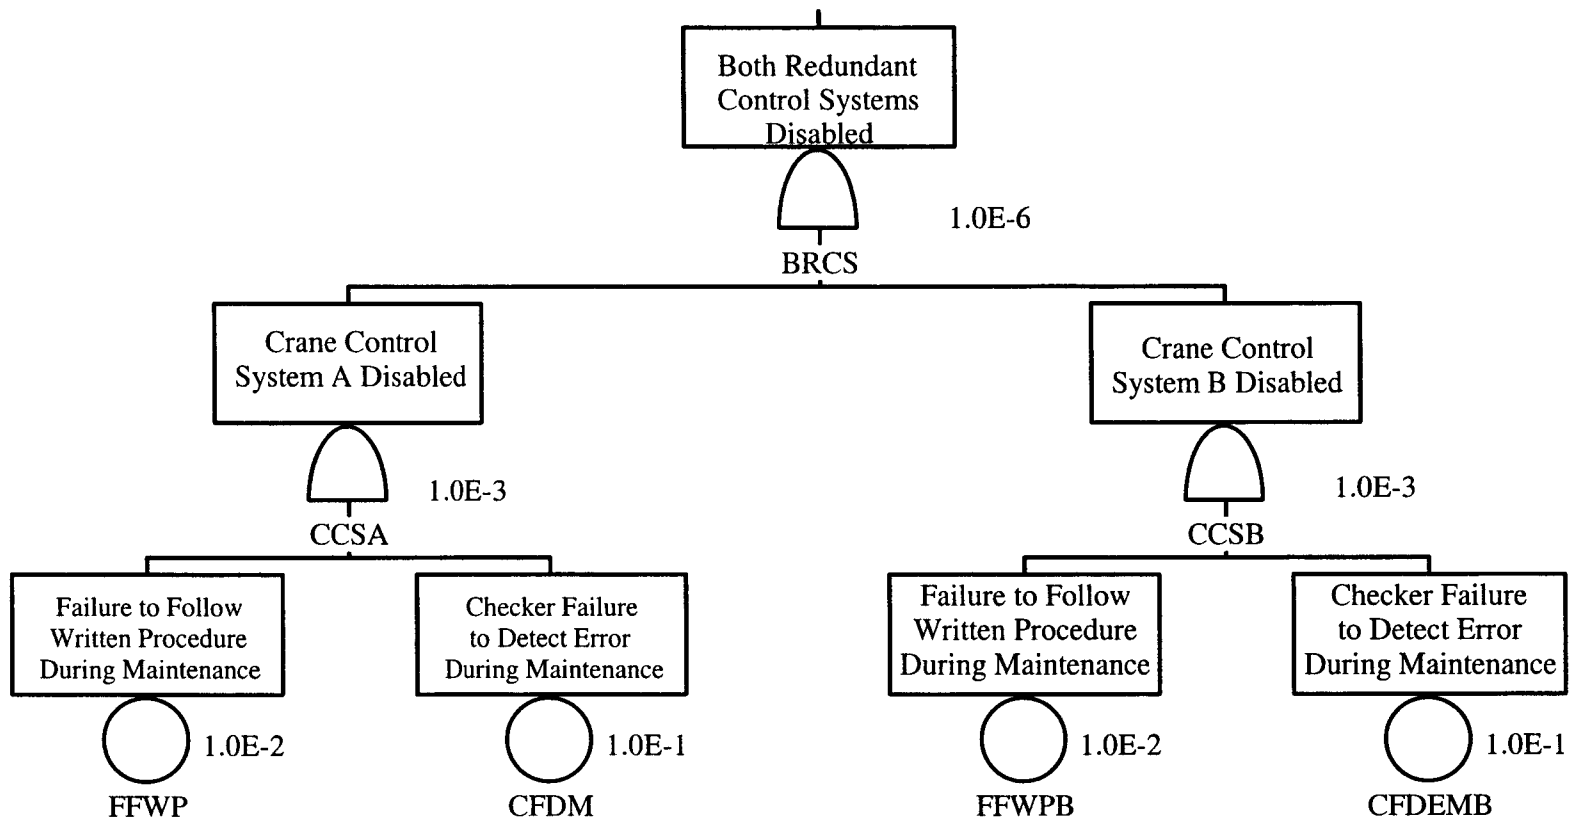 Both Redundant
Control Systems
Disabled
1.0E-6
BRCS
Crane Control
System A Disabled
Crane Control
System B Disabled
1.0E-3
1.0E-3
CCSA
CCSB
Failure to Follow
Written Procedure
During Maintenance
Checker Failure
to Detect Error
During Maintenance
Failure to Follow
Written Procedure
During Maintenance
Checker Failure
to Detect Error
During Maintenance
1.0E-2
1.0E-1
1.0E-2
1.0E-1
FFWP
CFDM
FFWPB
CFDEMB